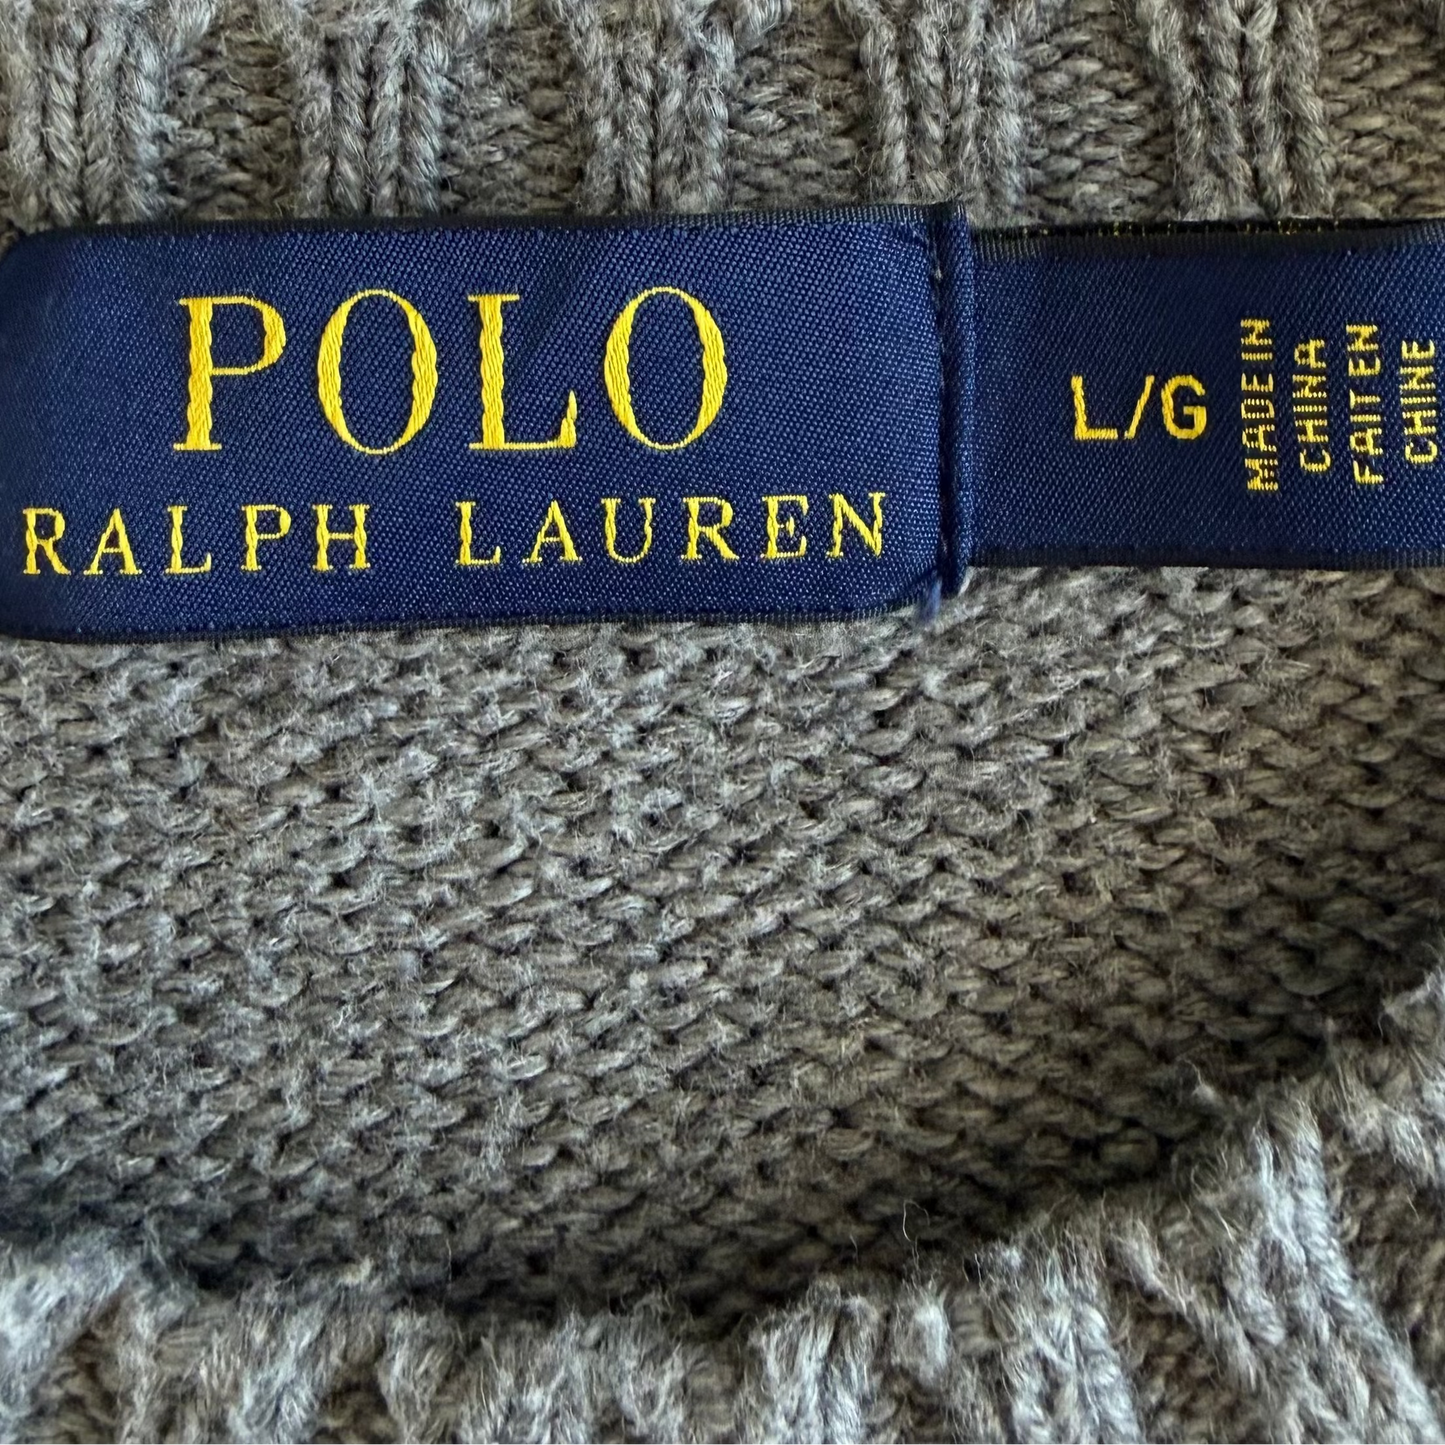 POLO
RALPH LAUREN
L/G
MADE IN
CHINA
FAIT EN
CHINE